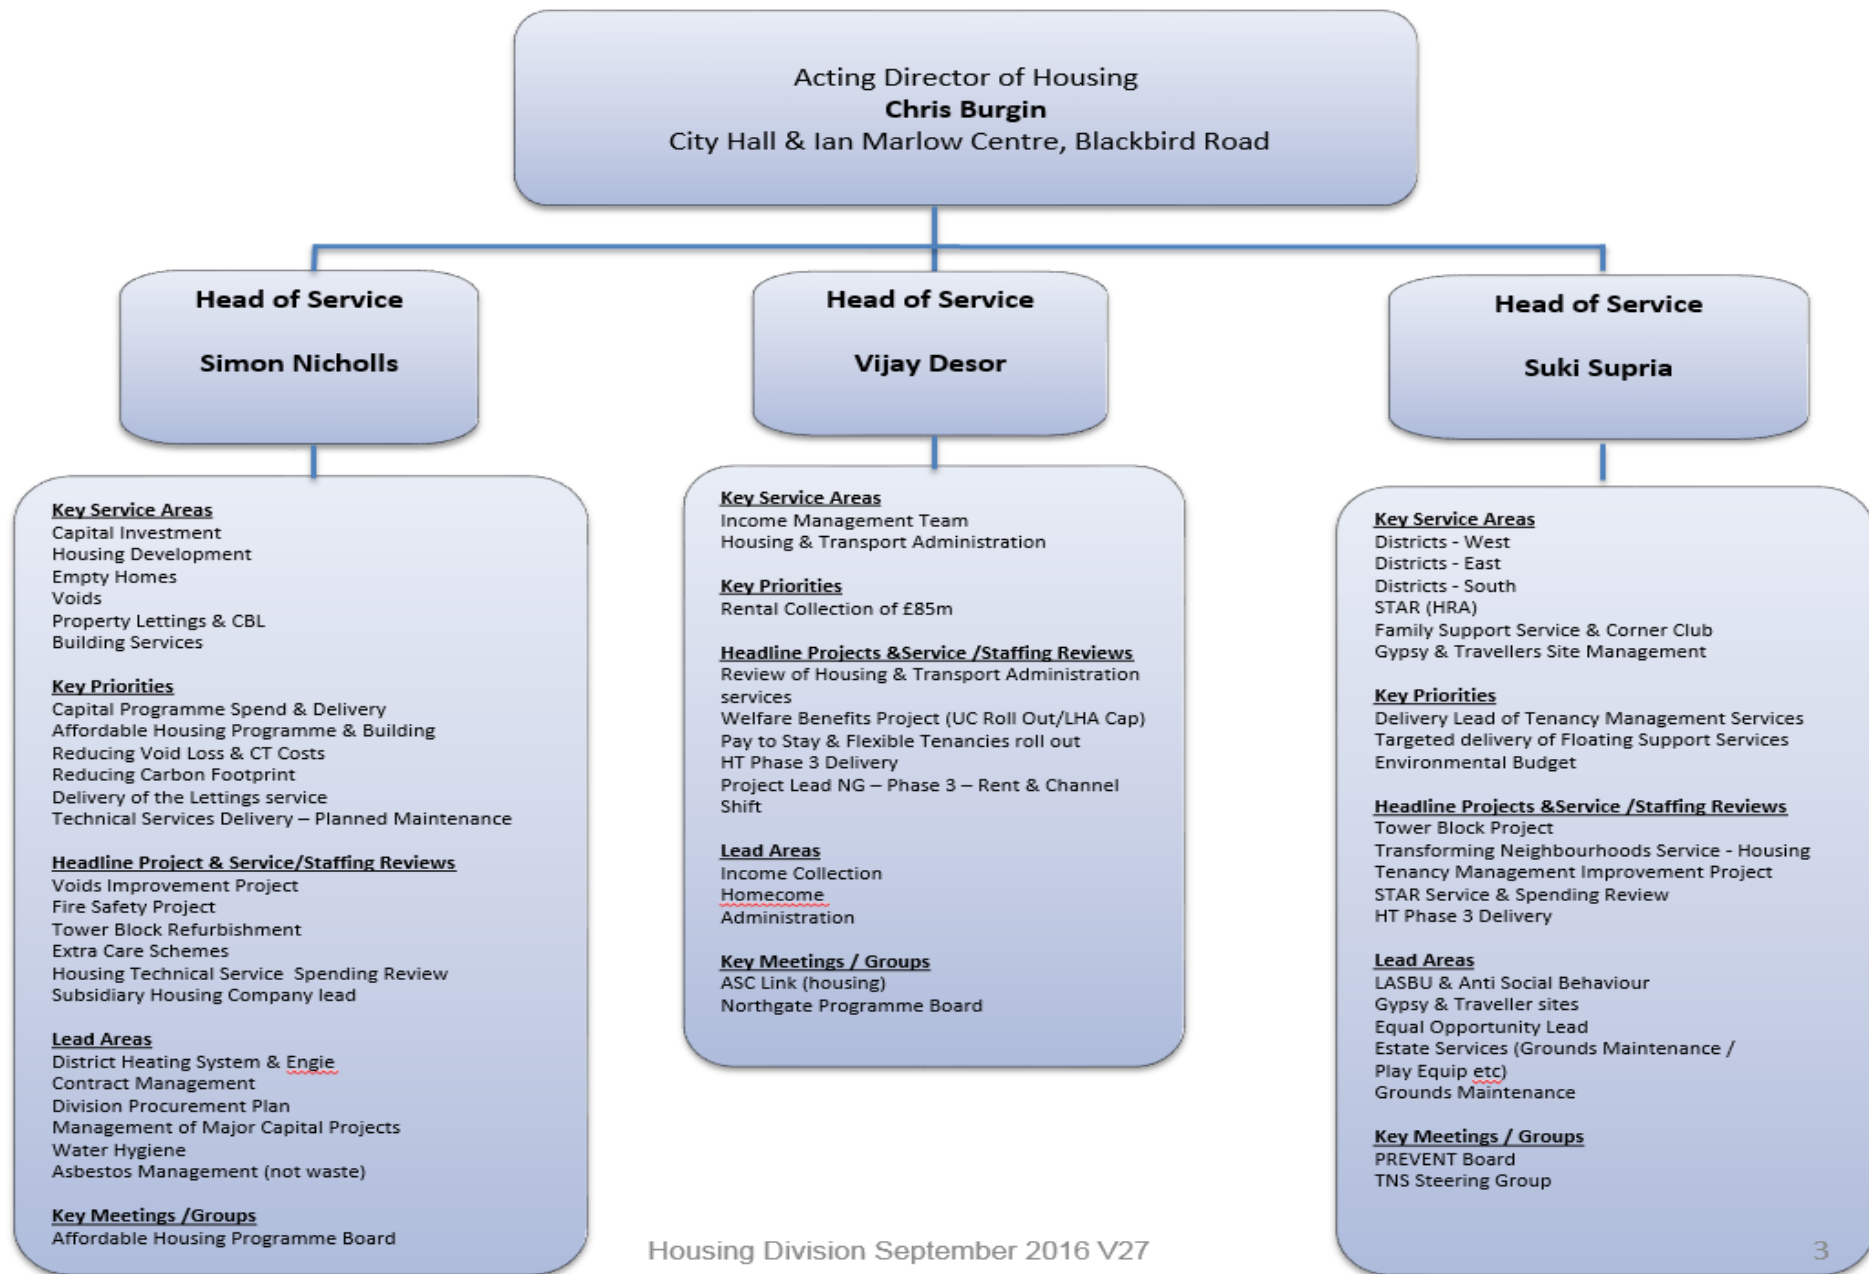 Acting Director of Housing
Chris Burgin
City Hall & Ian Marlow Centre, Blackbird Road
Head of Service
Simon Nicholls
Key Service Areas
Capital Investment
Housing Development
Empty Homes
Voids
Property Lettings & CBL
Building Services
Key Priorities
Capital Programme Spend & Delivery
Affordable Housing Programme & Building
Reducing Void Loss & CT Costs
Reducing Carbon Footprint
Delivery of the Lettings service
Technical Services Delivery – Planned Maintenance
Headline Project & Service/Staffing Reviews
Voids Improvement Project
Fire Safety Project
Tower Block Refurbishment
Extra Care Schemes
Housing Technical Service  Spending Review
Subsidiary Housing Company lead
Lead Areas
District Heating System & Engie
Contract Management
Division Procurement Plan
Management of Major Capital Projects
Water Hygiene
Asbestos Management (not waste)
Key Meetings /Groups
Affordable Housing Programme Board
Head of Service
Vijay Desor
Key Service Areas
Income Management Team
Housing & Transport Administration
Key Priorities
Rental Collection of £85m
Headline Projects &Service /Staffing Reviews
Review of Housing & Transport Administration
services
Welfare Benefits Project (UC Roll Out/LHA Cap)
Pay to Stay & Flexible Tenancies roll out
HT Phase 3 Delivery
Project Lead NG – Phase 3 – Rent & Channel
Shift
Lead Areas
Income Collection
Homecome
Administration
Key Meetings / Groups
ASC Link (housing)
Northgate Programme Board
Head of Service
Suki Supria
Key Service Areas
Districts - West
Districts - East
Districts - South
STAR (HRA)
Family Support Service & Corner Club
Gypsy & Travellers Site Management
Key Priorities
Delivery Lead of Tenancy Management Services
Targeted delivery of Floating Support Services
Environmental Budget
Headline Projects &Service /Staffing Reviews
Tower Block Project
Transforming Neighbourhoods Service - Housing
Tenancy Management Improvement Project
STAR Service & Spending Review
HT Phase 3 Delivery
Lead Areas
LASBU & Anti Social Behaviour
Gypsy & Traveller sites
Equal Opportunity Lead
Estate Services (Grounds Maintenance /
Play Equip etc)
Grounds Maintenance
Key Meetings / Groups
PREVENT Board
TNS Steering Group
Housing Division September 2016 V27
3